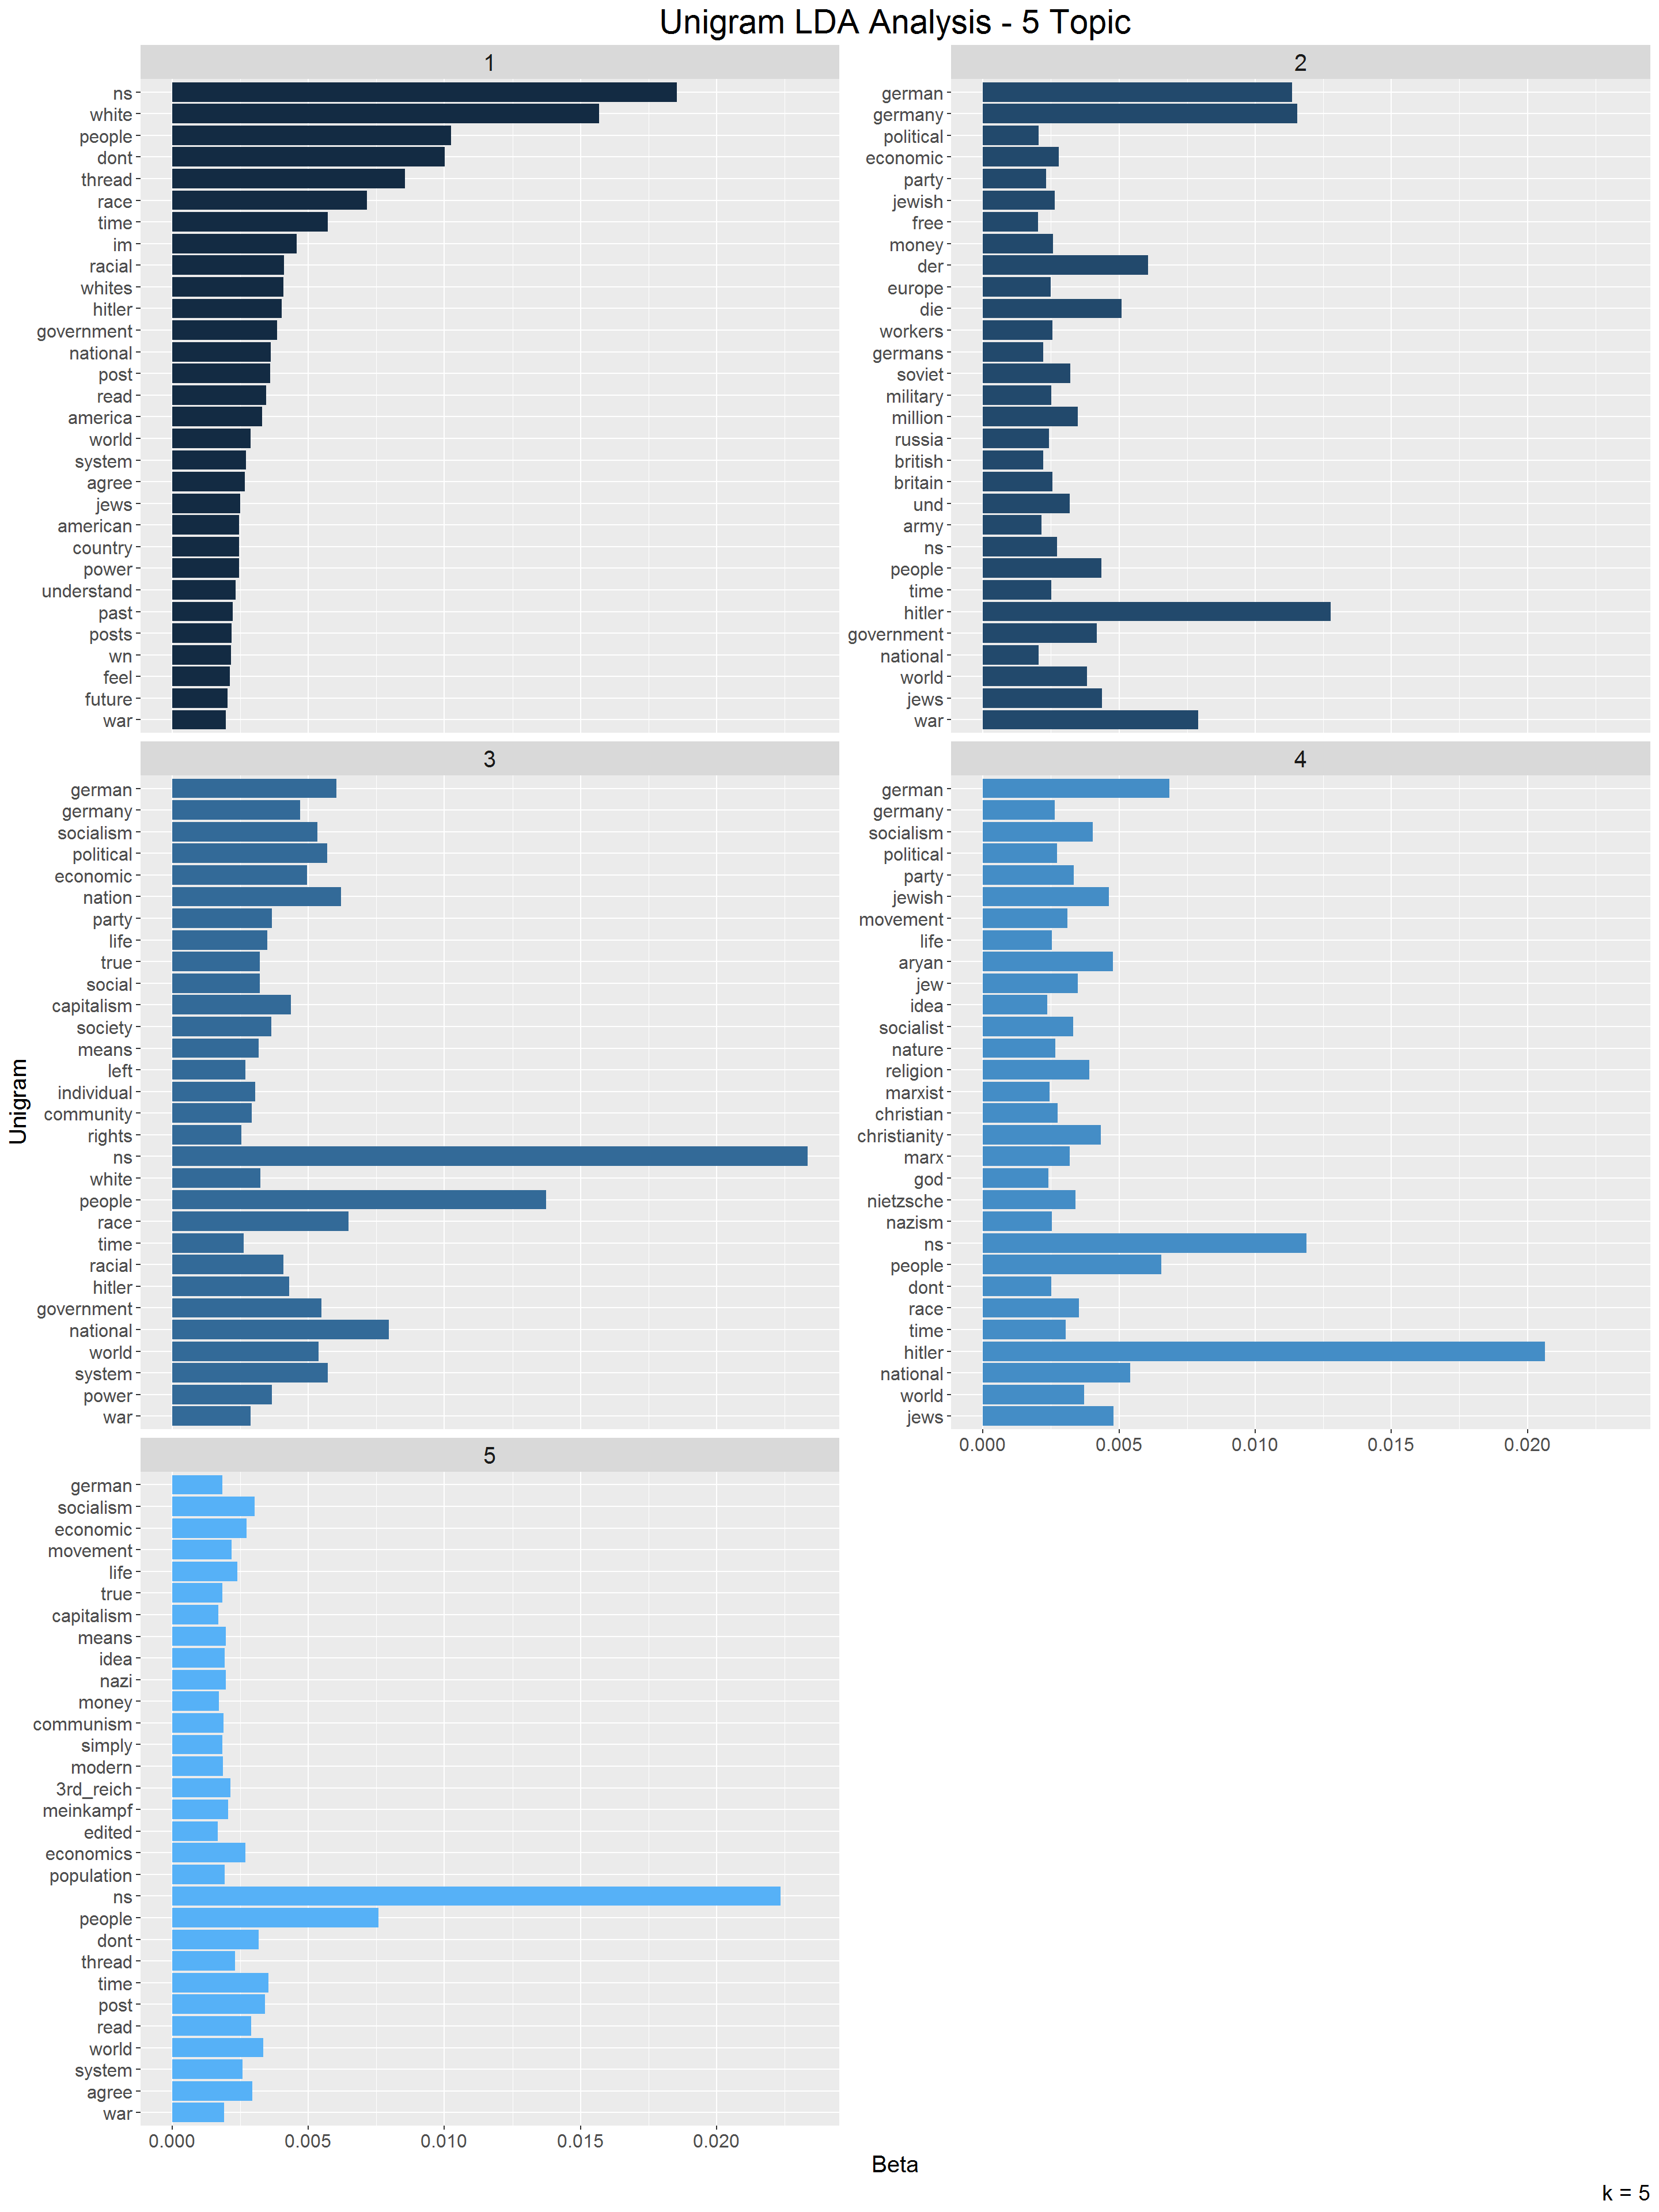 Unigram LDA Analysis - 5 Topic
1
ns
white
people
dont
thread
race
time
im
racial
whites
hitler
government
national
post
read
america
world
system
agree
jews
american
country
power
understand
past
posts
wn
feel
future
war
2
german
germany
political
economic
party
jewish
free
money
der
europe
die
workers
germans
soviet
military
million
russia
british
britain
und
army
ns
people
time
hitler
government
national
world
jews
war
3
german
germany
socialism
political
economic
nation
party
life
true
social
capitalism
society
means
left
individual
community
rights
ns
white
people
race
time
racial
hitler
government
national
world
system
power
war
4
german
germany
socialism
political
party
jewish
movement
life
aryan
jew
idea
socialist
nature
religion
marxist
christian
christianity
marx
god
nietzsche
nazism
ns
people
dont
race
time
hitler
national
world
jews
0.000 0.005 0.010 0.015 0.020
5
german
socialism
economic
movement
life
true
capitalism
means
idea
nazi
money
communism
simply
modern
3rd_reich
meinkampf
edited
economics
population
ns
people
dont
thread
time
post
read
world
system
agree
war
0.000 0.005 0.010 0.015 0.020
Unigram
Beta
k = 5